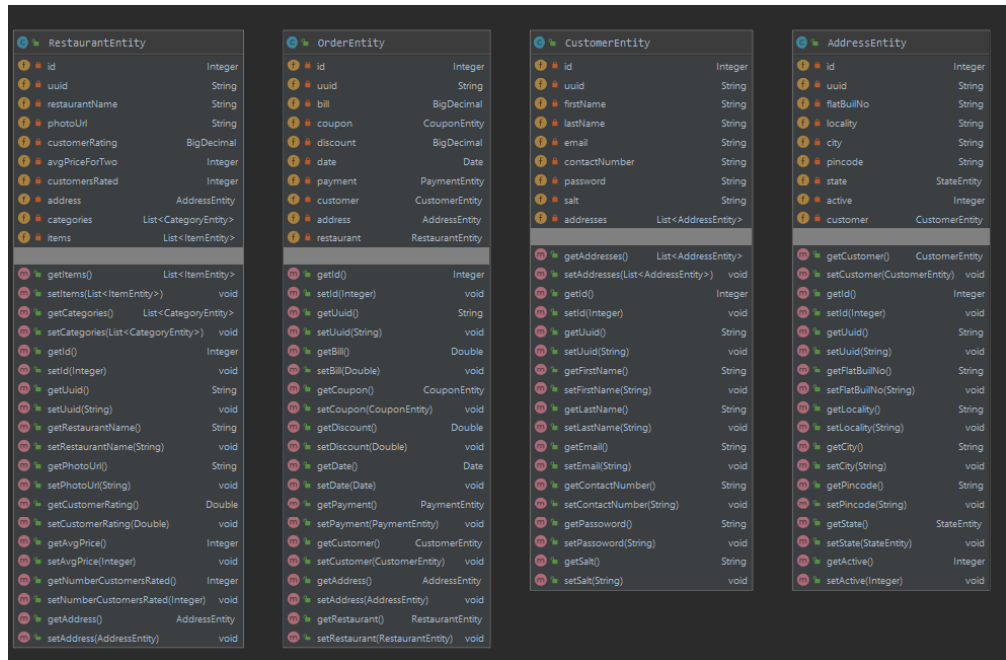 RestaurantEntity
id Integer
uuid String
restaurantName String
photoUrl String
customerRating BigDecimal
avgPriceForTwo Integer
customersRated Integer
address AddressEntity
categories List<CategoryEntity>
items List<ItemEntity>
getItems() List<ItemEntity>
setItems(List<ItemEntity>) void
getCategories() List<CategoryEntity>
setCategories(List<CategoryEntity>) void
getId() Integer
setId(Integer) void
getUuid() String
setUuid(String) void
getRestaurantName() String
setRestaurantName(String) void
getPhotoUrl() String
setPhotoUrl(String) void
getCustomerRating() Double
setCustomerRating(Double) void
getAvgPrice() Integer
setAvgPrice(Integer) void
getNumberCustomersRated() Integer
setNumberCustomersRated(Integer) void
getAddress() AddressEntity
setAddress(AddressEntity) void
OrderEntity
id Integer
uuid String
bill BigDecimal
coupon CouponEntity
discount BigDecimal
date Date
payment PaymentEntity
customer CustomerEntity
address AddressEntity
restaurant RestaurantEntity
getId() Integer
setId(Integer) void
getUuid() String
setUuid(String) void
getBill() Double
setBill(Double) void
getCoupon() CouponEntity
setCoupon(CouponEntity) void
getDiscount() Double
setDiscount(Double) void
getDate() Date
setDate(Date) void
getPayment() PaymentEntity
setPayment(PaymentEntity) void
getCustomer() CustomerEntity
setCustomer(CustomerEntity) void
getAddress() AddressEntity
setAddress(AddressEntity) void
getRestaurant() RestaurantEntity
setRestaurant(RestaurantEntity) void
CustomerEntity
id Integer
uuid String
firstName String
lastName String
email String
contactNumber String
password String
salt String
addresses List<AddressEntity>
getAddresses() List<AddressEntity>
setAddresses(List<AddressEntity>) void
getId() Integer
setId(Integer) void
getUuid() String
setUuid(String) void
getFirstName() String
setFirstName(String) void
getLastName() String
setLastName(String) void
getEmail() String
setEmail(String) void
getContactNumber() String
setContactNumber(String) void
getPassoword() String
setPassoword(String) void
getSalt() String
setSalt(String) void
AddressEntity
id Integer
uuid String
flatBuilNo String
locality String
city String
pincode String
state StateEntity
active Integer
customer CustomerEntity
getCustomer() CustomerEntity
setCustomer(CustomerEntity) void
getId() Integer
setId(Integer) void
getUuid() String
setUuid(String) void
getFlatBuilNo() String
setFlatBuilNo(String) void
getLocality() String
setLocality(String) void
getCity() String
setCity(String) void
getPincode() String
setPincode(String) void
getState() StateEntity
setState(StateEntity) void
getActive() Integer
setActive(Integer) void